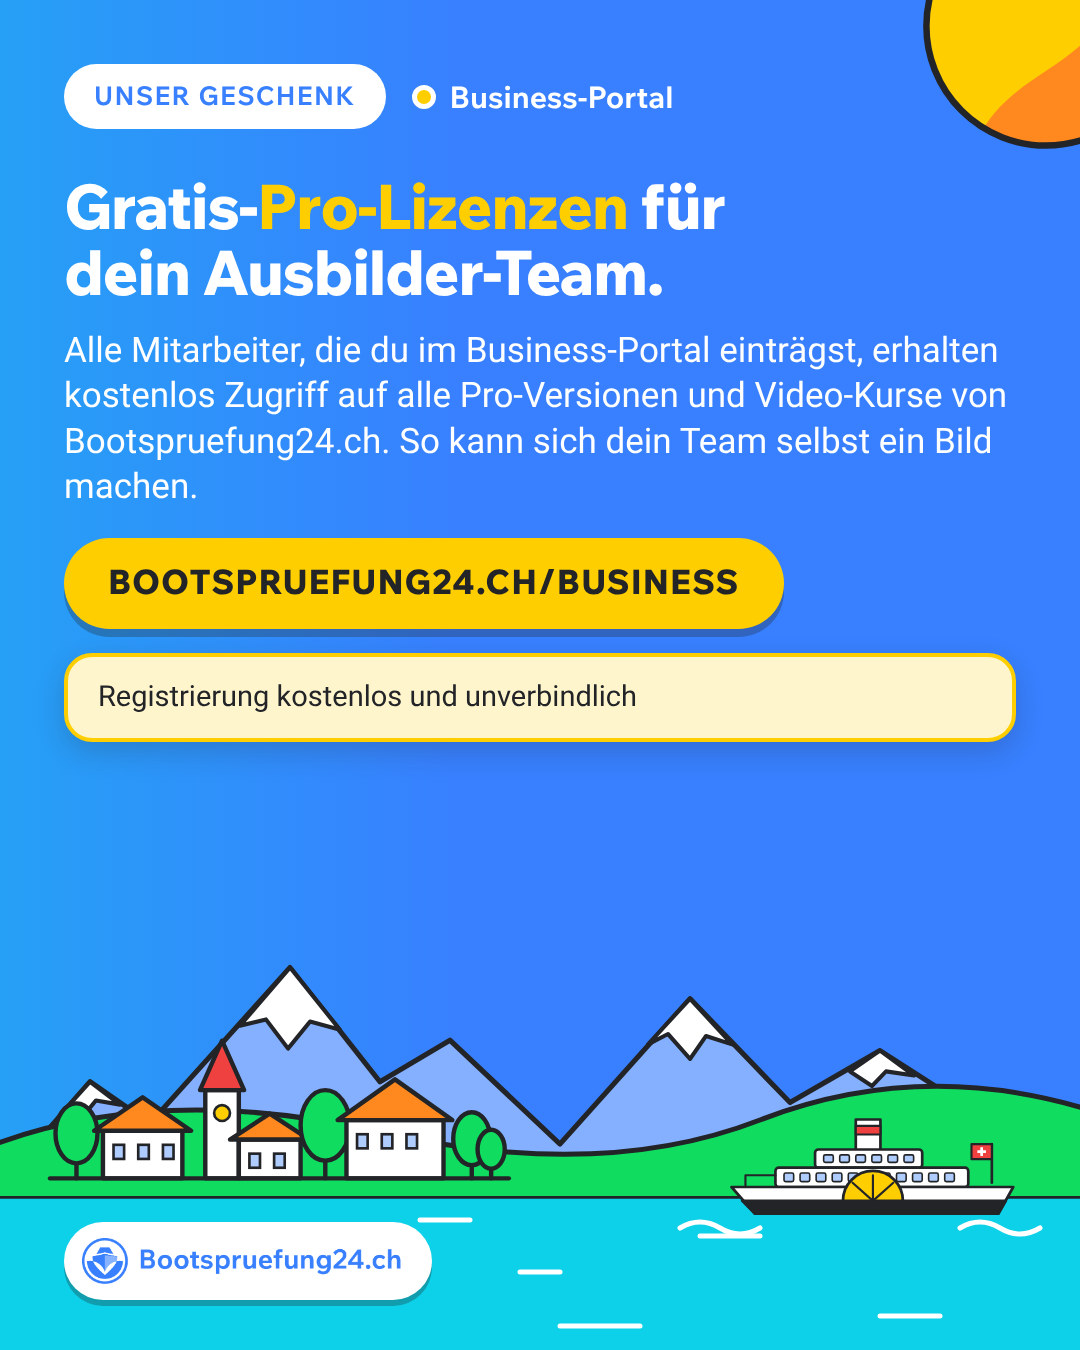 UNSER GESCHENK
Business-Portal
Gratis-Pro-Lizenzen für
dein Ausbilder-Team.
Alle Mitarbeiter, die du im Business-Portal einträgst, erhalten
kostenlos Zugriff auf alle Pro-Versionen und Video-Kurse von
Bootspruefung24.ch. So kann sich dein Team selbst ein Bild
machen.
BOOTSPRUEFUNG24.CH/BUSINESS
Registrierung kostenlos und unverbindlich
Bootspruefung24.ch